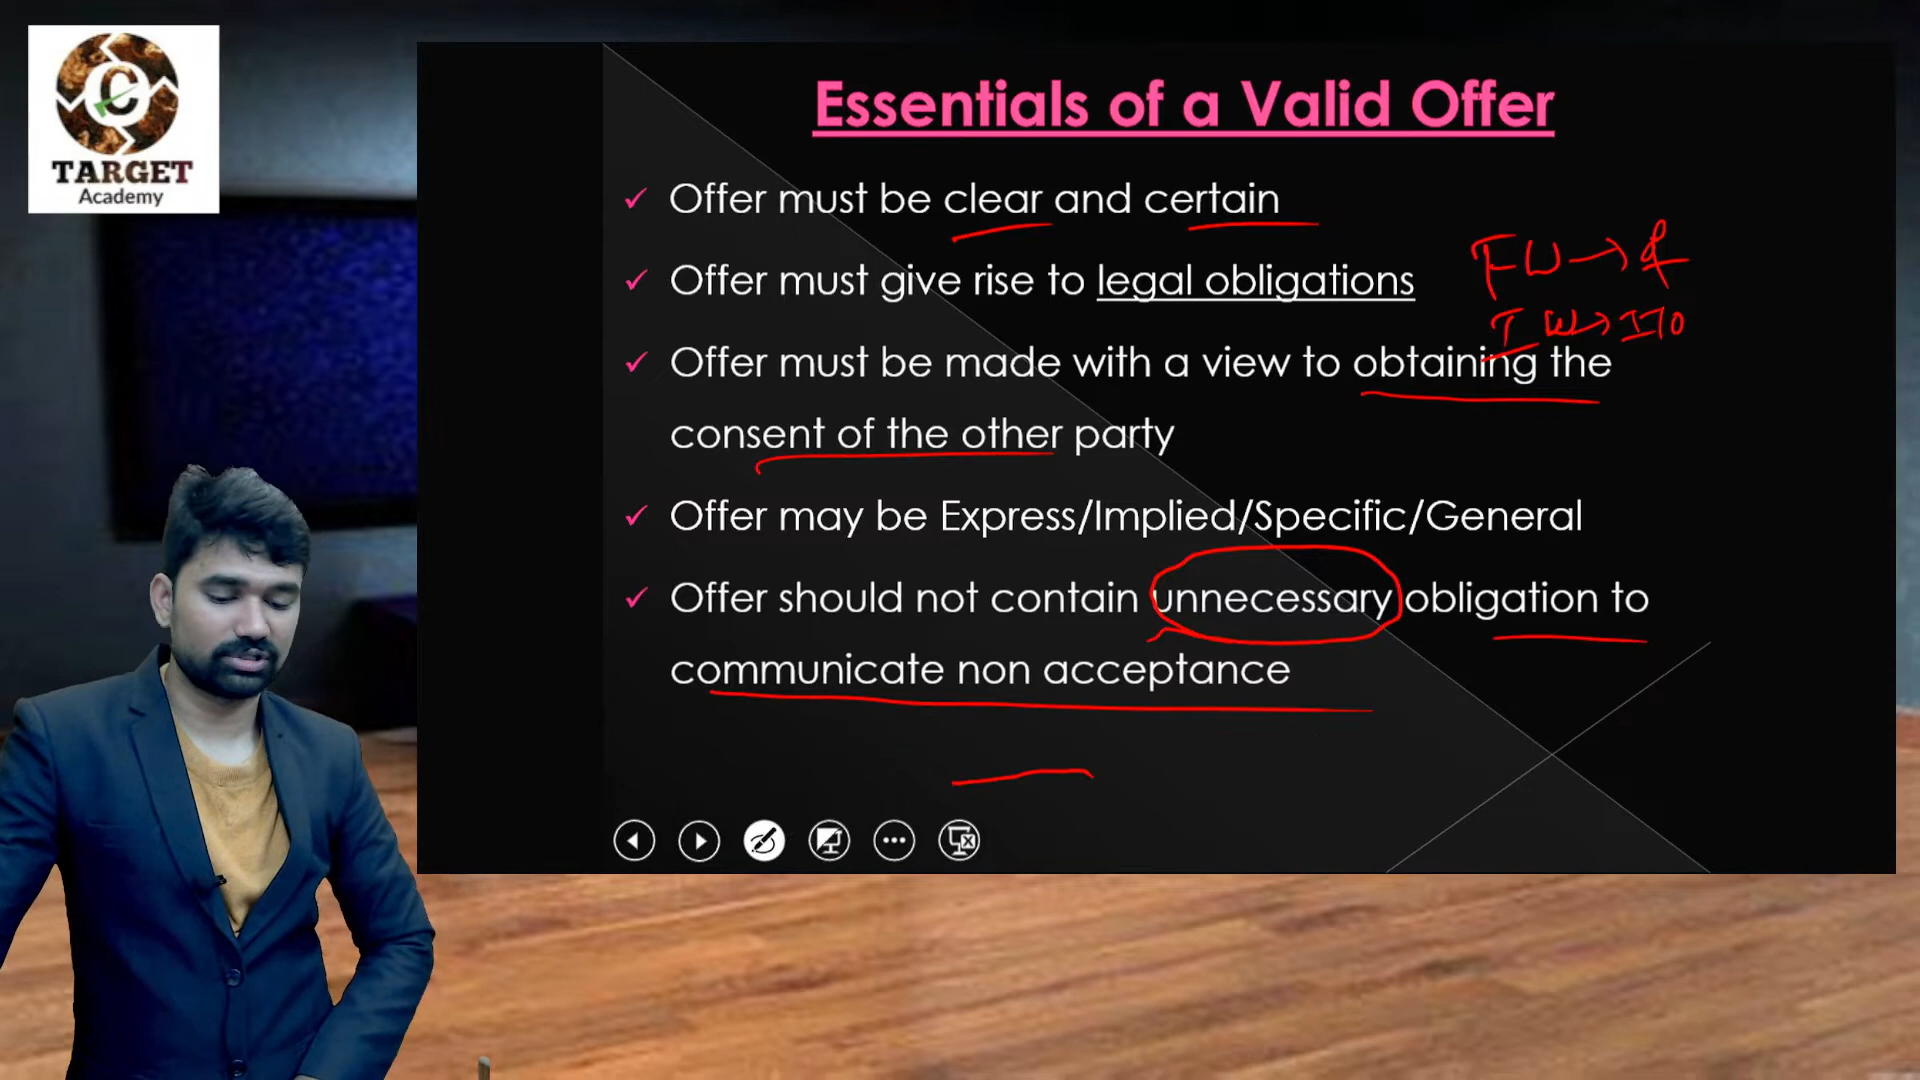 TARGET
Academy
Essentials of a Valid Offer
Offer must be clear and certain
Offer must give rise to legal obligations
Offer must be made with a view to obtaining the
consent of the other party
Offer may be Express/Implied/Specific/General
Offer should not contain unnecessary obligation to
communicate non acceptance